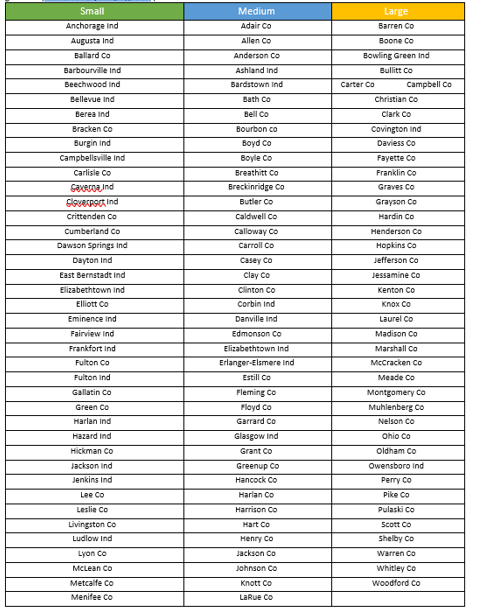 Small Medium Large
Anchorage Ind Adair Co Barren Co
Augusta Ind Allen Co Boone Co
Ballard Co Anderson Co Bowling Green Ind
Barbourville Ind Ashland Ind Bullitt Co
Beechwood Ind Bardstown Ind Carter Co Campbell Co
Bellevue Ind Bath Co Christian Co
Berea Ind Bell Co Clark Co
Bracken Co Bourbon co Covington Ind
Burgin Ind Boyd Co Daviess Co
Campbellsville Ind Boyle Co Fayette Co
Carlisle Co Breathitt Co Franklin Co
Caverna Ind Breckinridge Co Graves Co
Cloverport Ind Butler Co Grayson Co
Crittenden Co Caldwell Co Hardin Co
Cumberland Co Calloway Co Henderson Co
Dawson Springs Ind Carroll Co Hopkins Co
Dayton Ind Casey Co Jefferson Co
East Bernstadt Ind Clay Co Jessamine Co
Elizabethtown Ind Clinton Co Kenton Co
Elliott Co Corbin Ind Knox Co
Eminence Ind Danville Ind Laurel Co
Fairview Ind Edmonson Co Madison Co
Frankfort Ind Elizabethtown Ind Marshall Co
Fulton Co Erlanger-Elsmere Ind McCracken Co
Fulton Ind Estill Co Meade Co
Gallatin Co Fleming Co Montgomery Co
Green Co Floyd Co Muhlenberg Co
Harlan Ind Garrard Co Nelson Co
Hazard Ind Glasgow Ind Ohio Co
Hickman Co Grant Co Oldham Co
Jackson Ind Greenup Co Owensboro Ind
Jenkins Ind Hancock Co Perry Co
Lee Co Harlan Co Pike Co
Leslie Co Harrison Co Pulaski Co
Livingston Co Hart Co Scott Co
Ludlow Ind Henry Co Shelby Co
Lyon Co Jackson Co Warren Co
McLean Co Johnson Co Whitley Co
Metcalfe Co Knott Co Woodford Co
Menifee Co LaRue Co